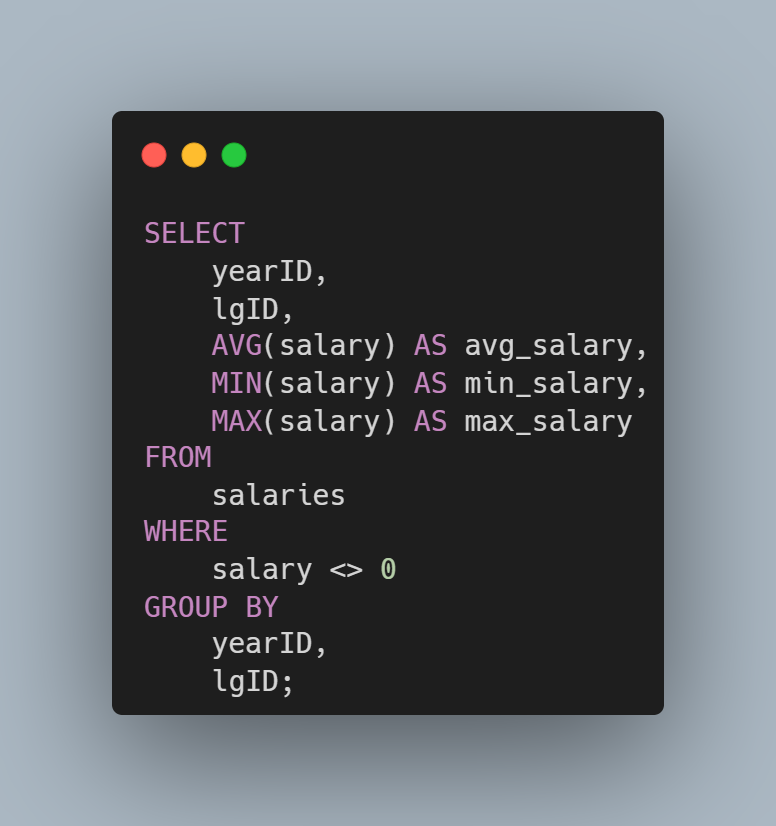 SELECT
    yearID,
    lgID,
    AVG(salary) AS avg_salary,
    MIN(salary) AS min_salary,
    MAX(salary) AS max_salary
FROM
    salaries
WHERE
    salary <> 0
GROUP BY
    yearID,
    lgID;